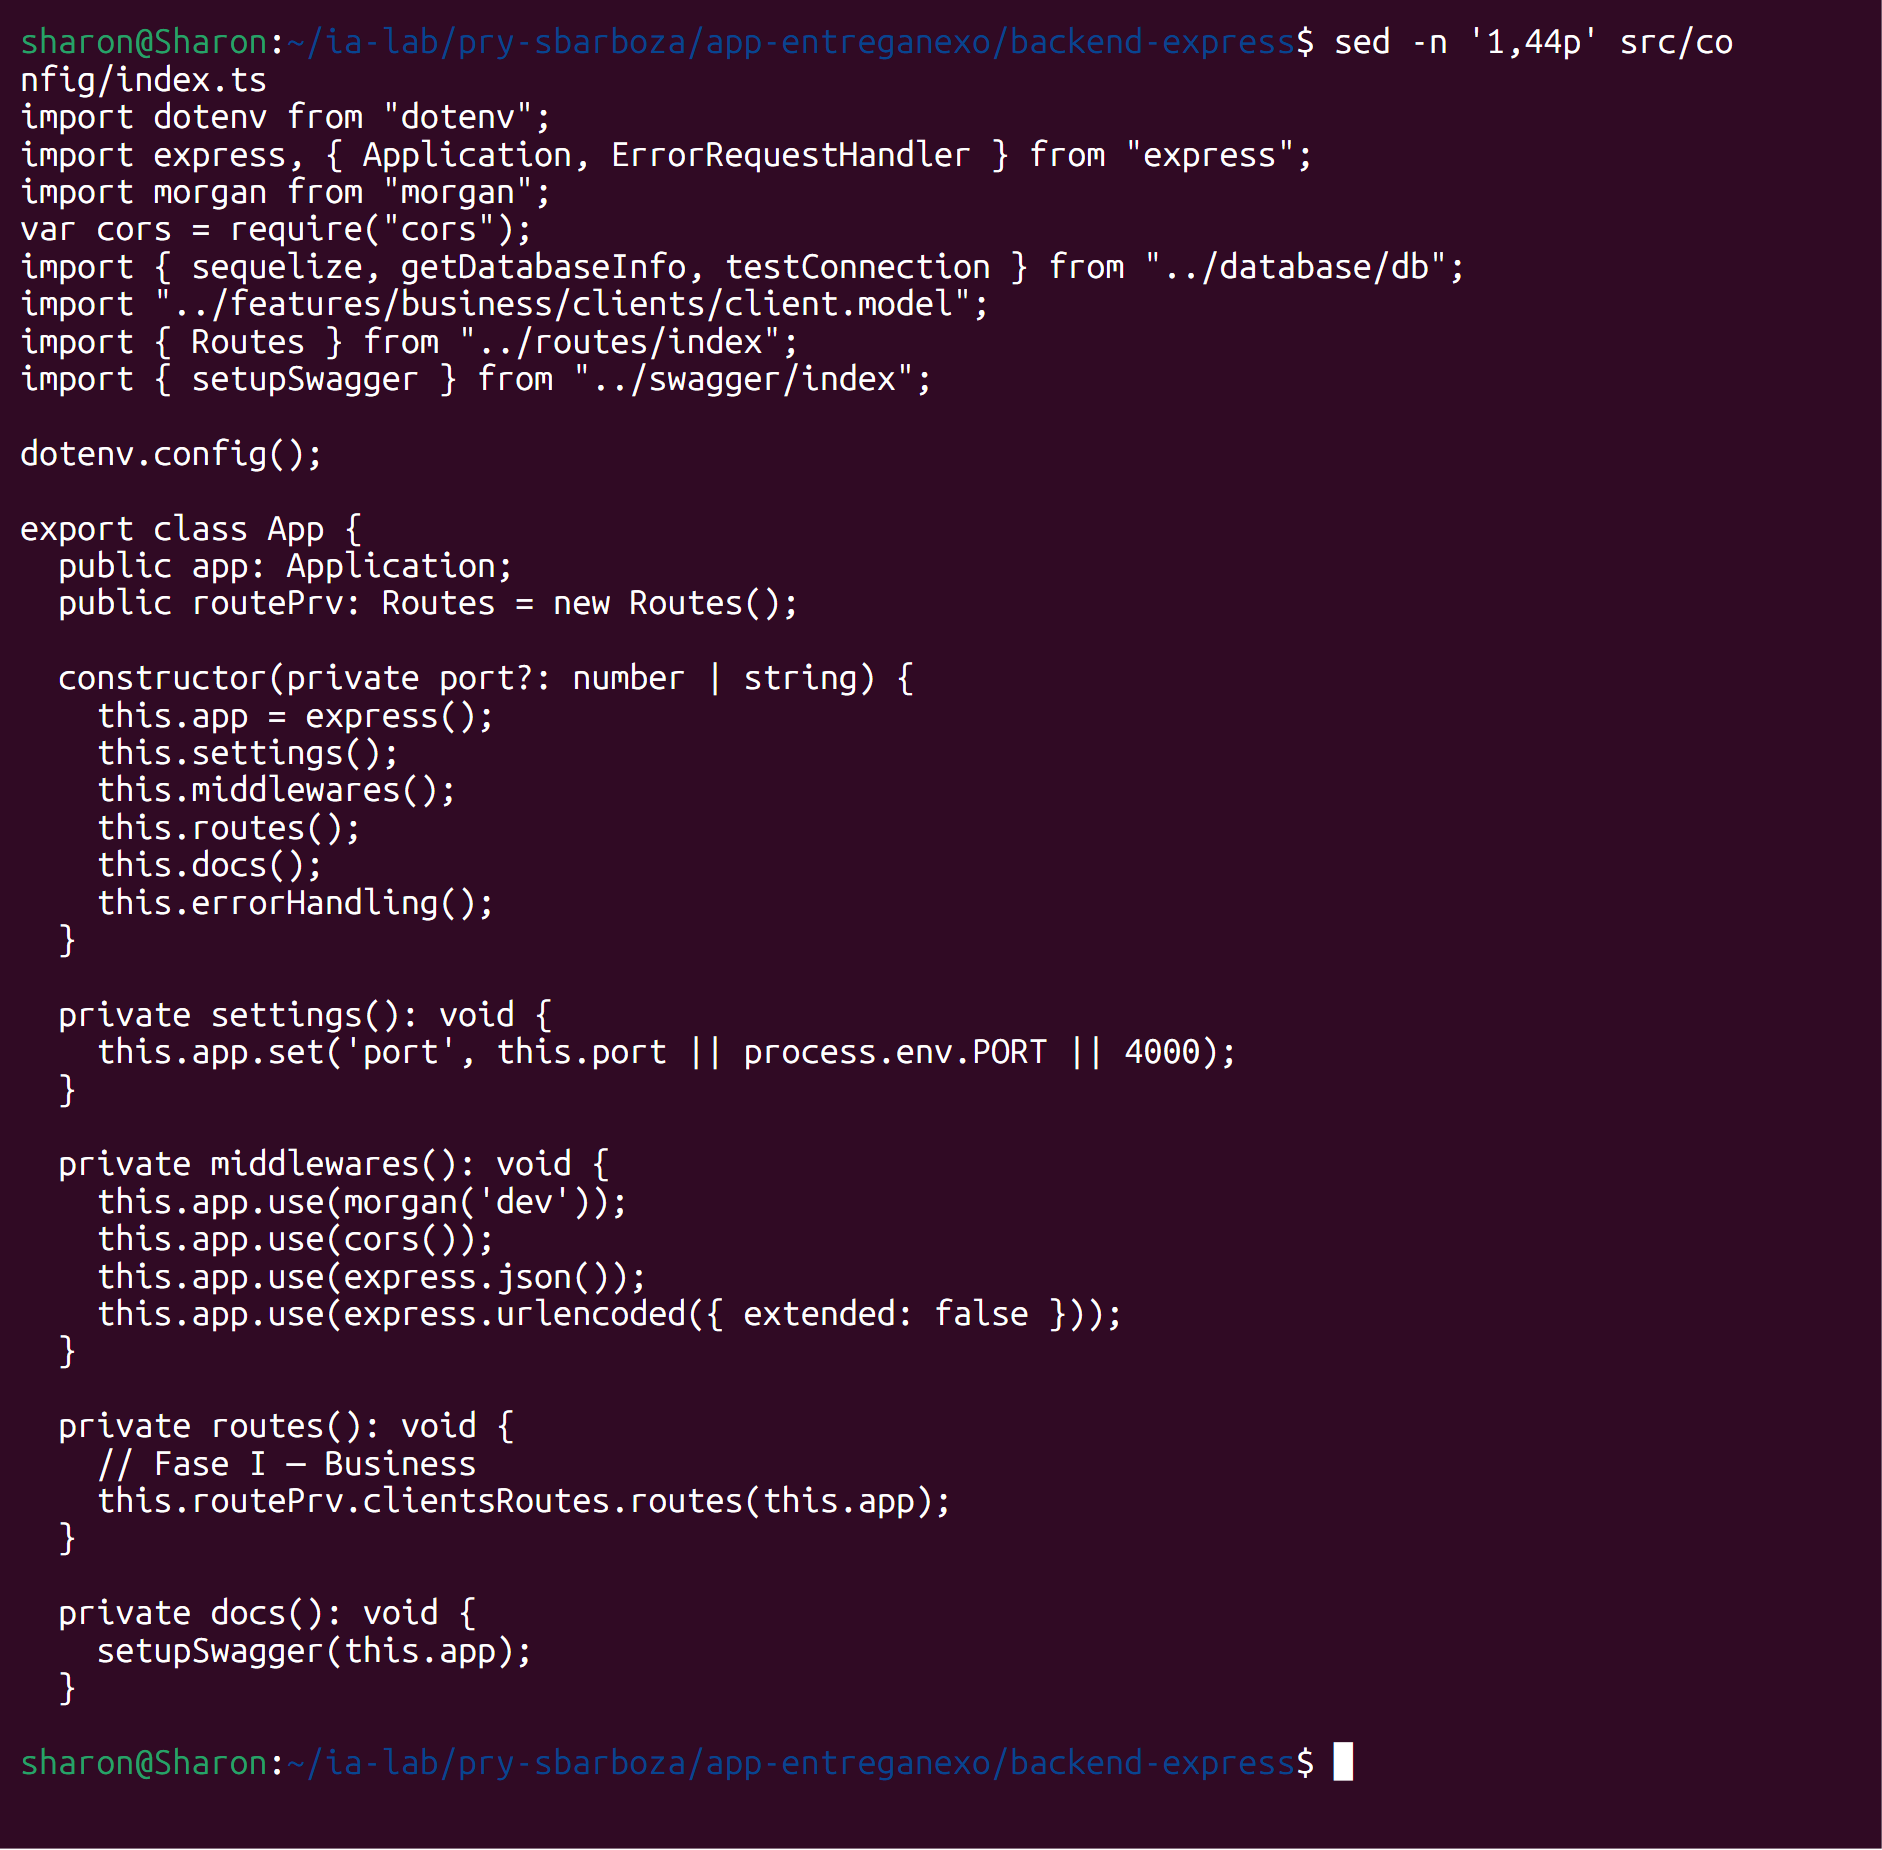 sharon@Sharon:~/ia-lab/pry-sbarboza/app-entreganexo/backend-express$ sed -n '1,44p' src/co
nfig/index.ts
import dotenv from "dotenv";
import express, { Application, ErrorRequestHandler } from "express";
import morgan from "morgan";
var cors = require("cors");
import { sequelize, getDatabaseInfo, testConnection } from "../database/db";
import "../features/business/clients/client.model";
import { Routes } from "../routes/index";
import { setupSwagger } from "../swagger/index";

dotenv.config();

export class App {
  public app: Application;
  public routePrv: Routes = new Routes();

  constructor(private port?: number | string) {
    this.app = express();
    this.settings();
    this.middlewares();
    this.routes();
    this.docs();
    this.errorHandling();
  }

  private settings(): void {
    this.app.set('port', this.port || process.env.PORT || 4000);
  }

  private middlewares(): void {
    this.app.use(morgan('dev'));
    this.app.use(cors());
    this.app.use(express.json());
    this.app.use(express.urlencoded({ extended: false }));
  }

  private routes(): void {
    // Fase I — Business
    this.routePrv.clientsRoutes.routes(this.app);
  }

  private docs(): void {
    setupSwagger(this.app);
  }

sharon@Sharon:~/ia-lab/pry-sbarboza/app-entreganexo/backend-express$